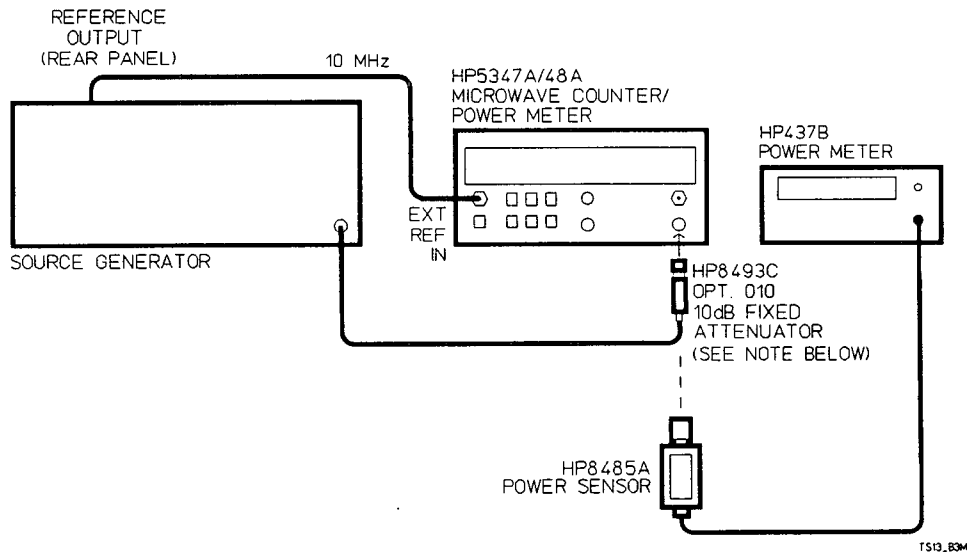 REFERENCE
OUTPUT
(REAR PANEL)
10 MHz
HP5347A/48A
MICROWAVE COUNTER/
POWER METER
HP437B
POWER METER
EXT
REF
IN
SOURCE GENERATOR
HP8493C
OPT. 010
10dB FIXED
ATTENUATOR
(SEE NOTE BELOW)
HP8485A
POWER SENSOR
TS13_B3M